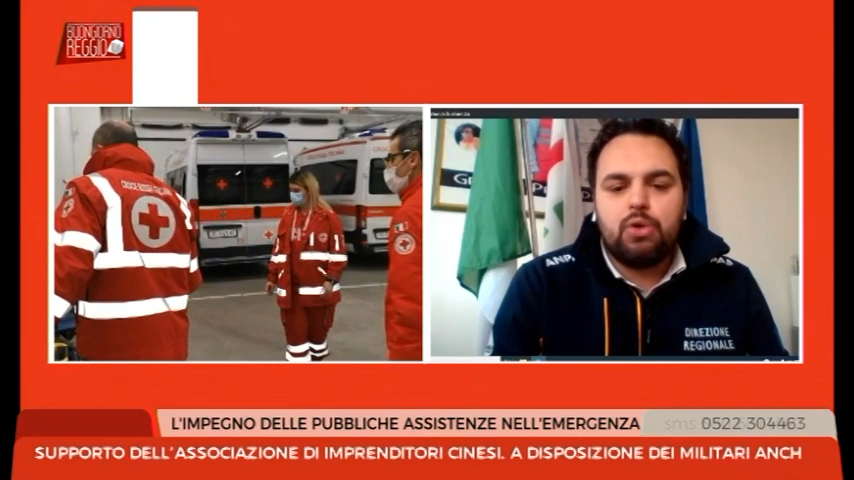 BUONGIORNO
REGGIO
CROCE ROSSA ITALIANA
ANPAS
DIREZIONE
REGIONALE
L'IMPEGNO DELLE PUBBLICHE ASSISTENZE NELL'EMERGENZA
sms
0522 304463
SUPPORTO DELL'ASSOCIAZIONE DI IMPRENDITORI CINESI. A DISPOSIZIONE DEI MILITARI ANCH